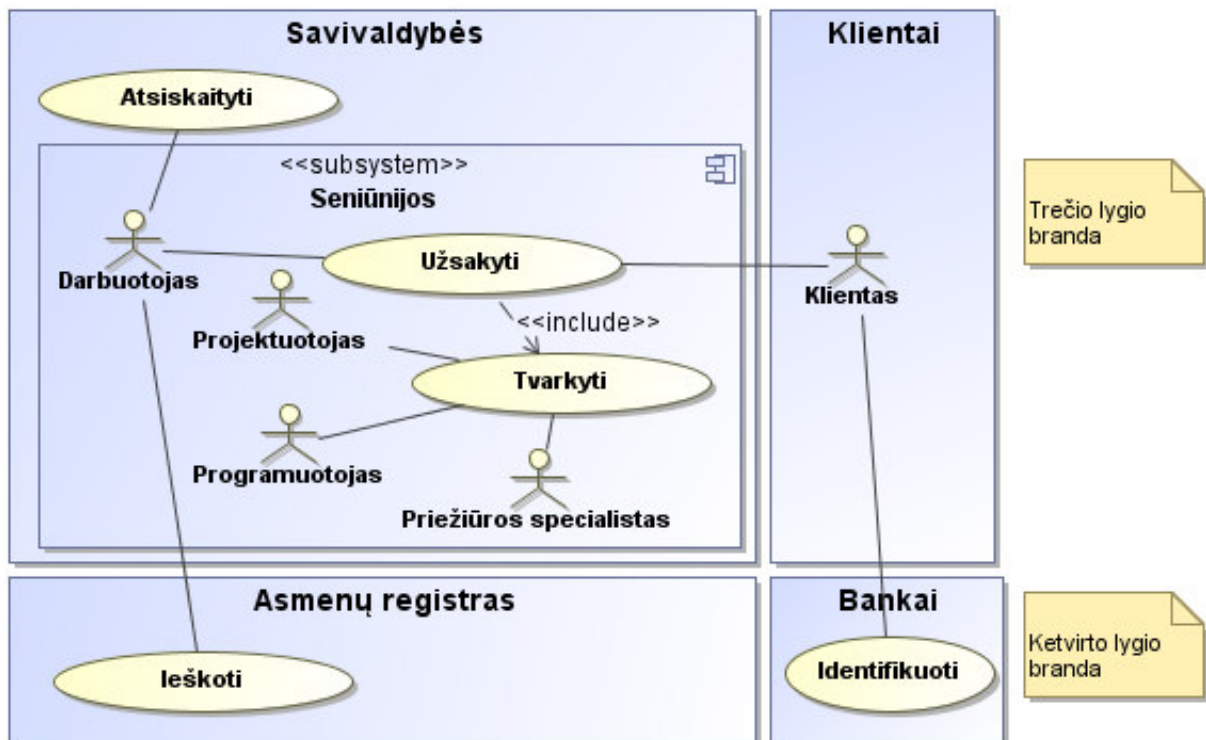 Savivaldybės
Klientai
Atsiskaityti
<<subsystem>>
Seniūnijos
Trečio lygio
branda
Darbuotojas
Užsakyti
Klientas
Projektuotojas
<<include>>
Tvarkyti
Programuotojas
Priežiūros specialistas
Asmenų registras
Bankai
Ieškoti
Identifikuoti
Ketvirto lygio
branda